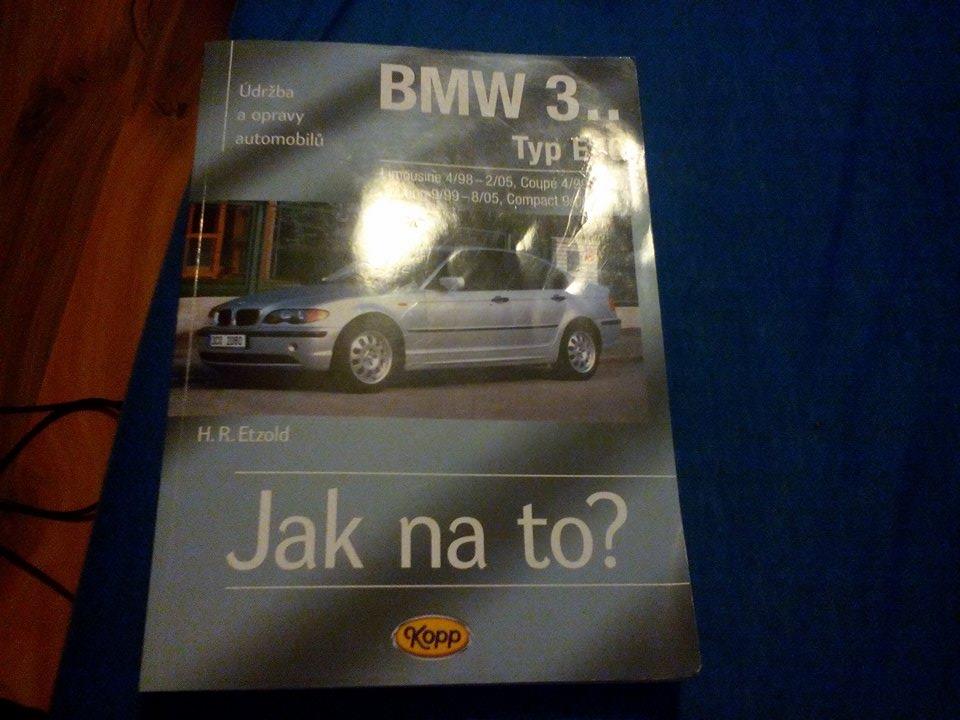 Údržba
a opravy
automobilů
BMW 3..
Typ
Limousine 4/98 – 2/05, Coupé
9/99 – 8/05, Compact
H. R. Etzold
Jak na to?
Kopp